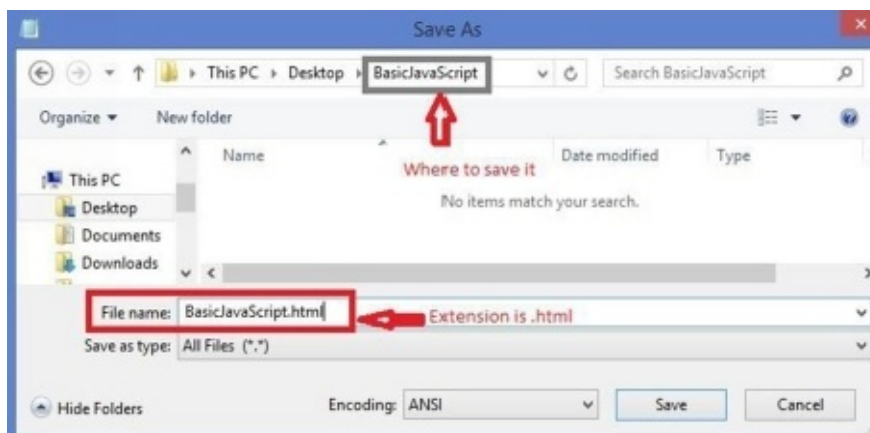 Save As
This PC Desktop BasicJavaScript Search BasicJavaScript
Organize New folder
Name Date modified Type
Where to save it
This PC
No items match your search.
Desktop
Documents
Downloads
File name: BasicJavaScript.html Extension is .html
Save as type: All Files (*.*)
Hide Folders Encoding: ANSI Save Cancel